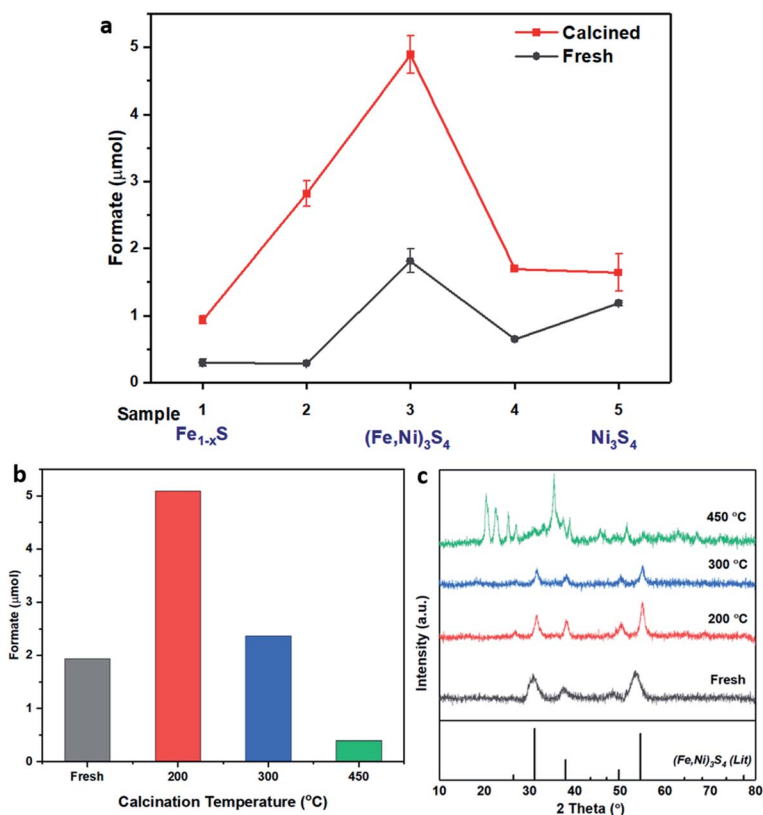 a
Calcined
Fresh
Formate (μmol)
5
4
3
2
1
0
Sample 1 2 3 4 5
Fe1-xS (Fe,Ni)3S4 Ni3S4
b
Formate (μmol)
5
4
3
2
1
0
Fresh 200 300 450
Calcination Temperature (°C)
c
Intensity (a.u.)
450 °C
300 °C
200 °C
Fresh
(Fe,Ni)3S4 (Lit)
10 20 30 40 50 60 70 80
2 Theta (°)